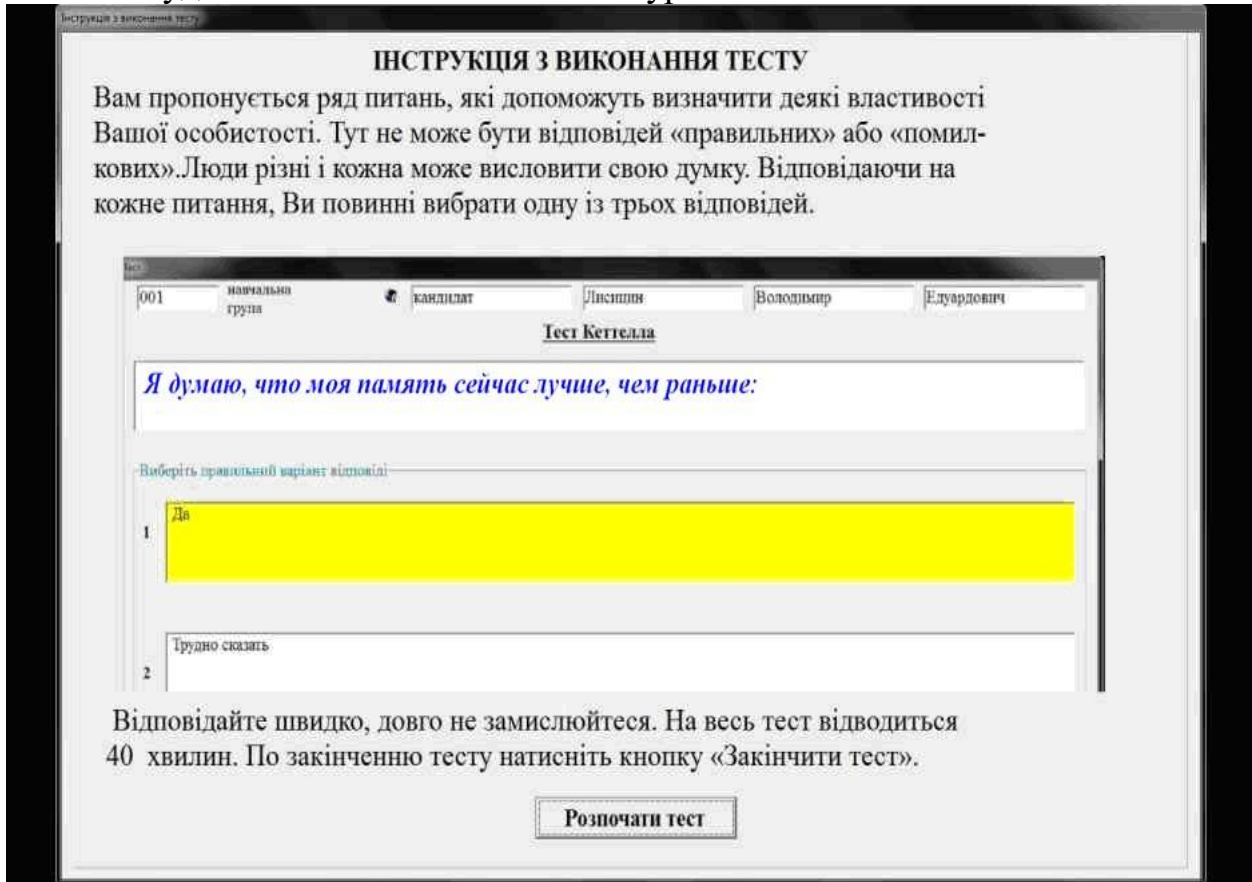 Інструкція з виконання тесту
ІНСТРУКЦІЯ З ВИКОНАННЯ ТЕСТУ
Вам пропонується ряд питань, які допоможуть визначити деякі властивості
Вашої особистості. Тут не може бути відповідей «правильних» або «помил-
кових».Люди різні і кожна може висловити свою думку. Відповідаючи на
кожне питання, Ви повинні вибрати одну із трьох відповідей.
Тест
001 навчальна група кандидат Лисицин Володимир Едуардович
Тест Кеттелла
Я думаю, что моя память сейчас лучше, чем раньше:
Виберіть правильний варіант відповіді
Да
1
Трудно сказать
2
Відповідайте швидко, довго не замислюйтеся. На весь тест відводиться
40 хвилин. По закінченню тесту натисніть кнопку «Закінчити тест».
Розпочати тест